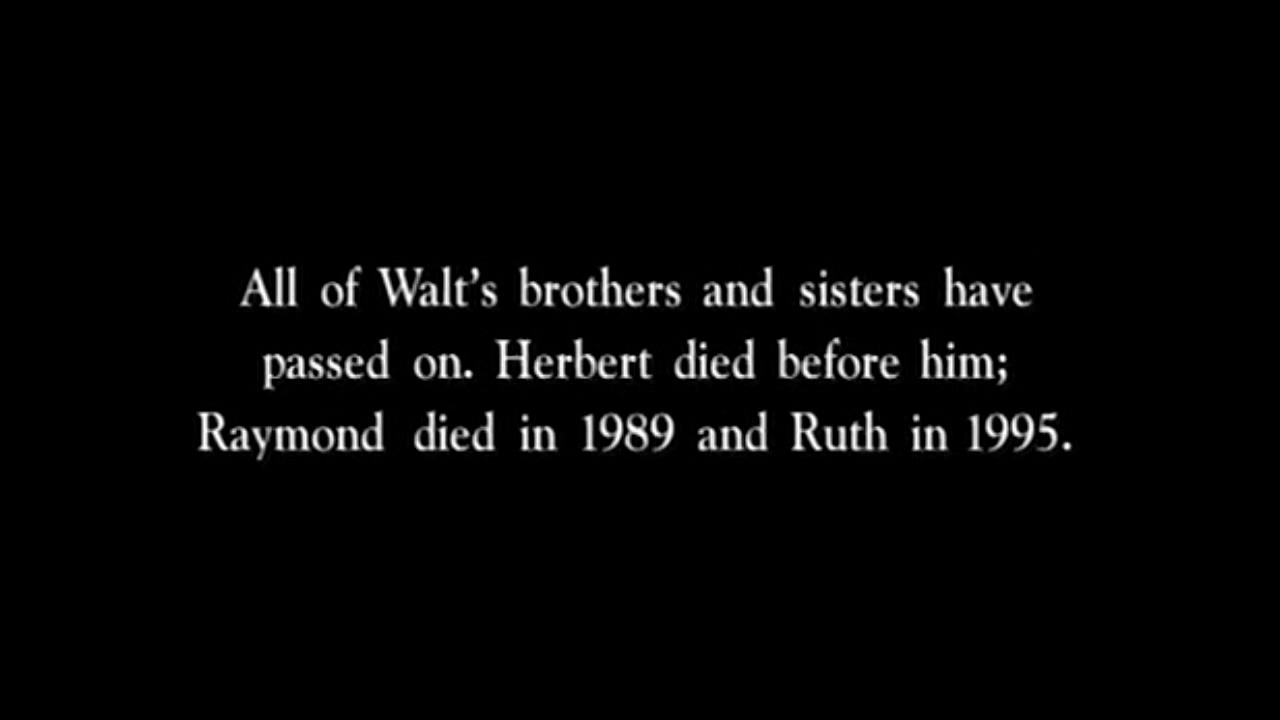 All of Walt's brothers and sisters have
passed on. Herbert died before him;
Raymond died in 1989 and Ruth in 1995.